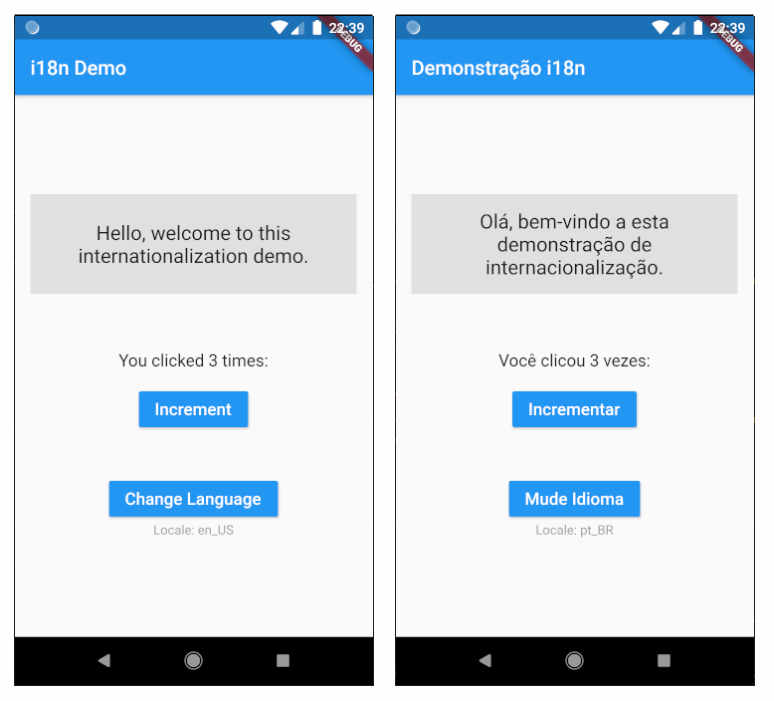 22:39
DEBUG
i18n Demo
Hello, welcome to this
internationalization demo.
You clicked 3 times:
Increment
Change Language
Locale: en_US
22:39
DEBUG
Demonstração i18n
Olá, bem-vindo a esta
demonstração de
internacionalização.
Você clicou 3 vezes:
Incrementar
Mude Idioma
Locale: pt_BR